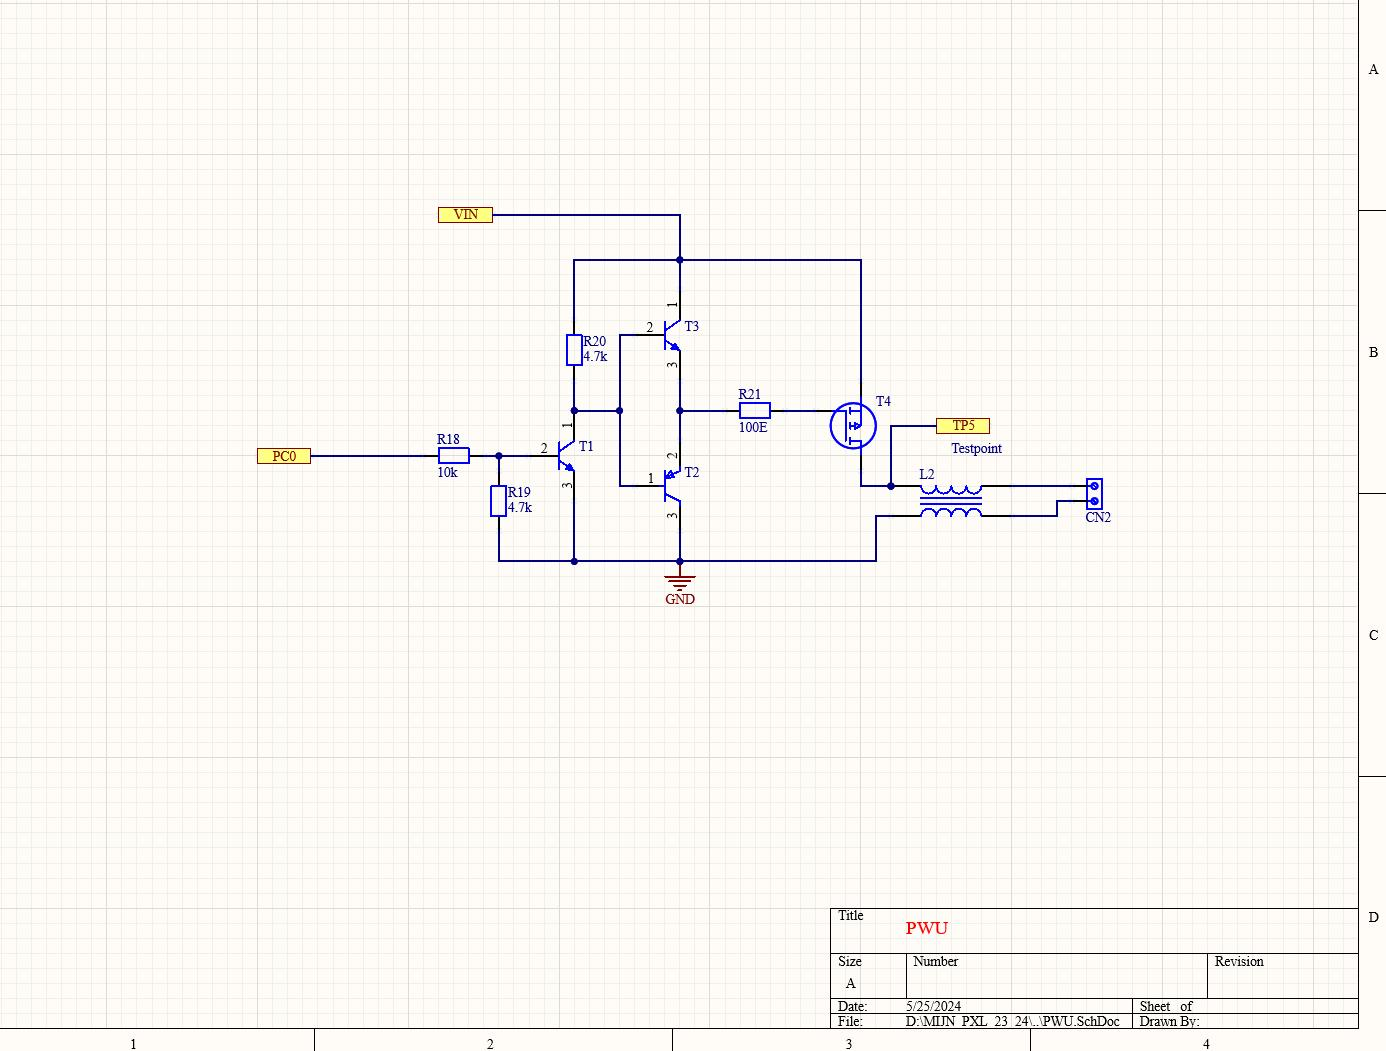 A
VIN
1
2
T3
B
R20
4.7k
3
R21
T4
100E
TP5
1
R18
T1
2
Testpoint
PC0
2
10k
T2
1
L2
3
R19
4.7k
3
CN2
GND
C
Title
PWU
D
Size
Number
Revision
A
Date:
5/25/2024
Sheet of
File:
D:\MIJN_PXL_23_24\..\PWU.SchDoc
Drawn By:
1
2
3
4